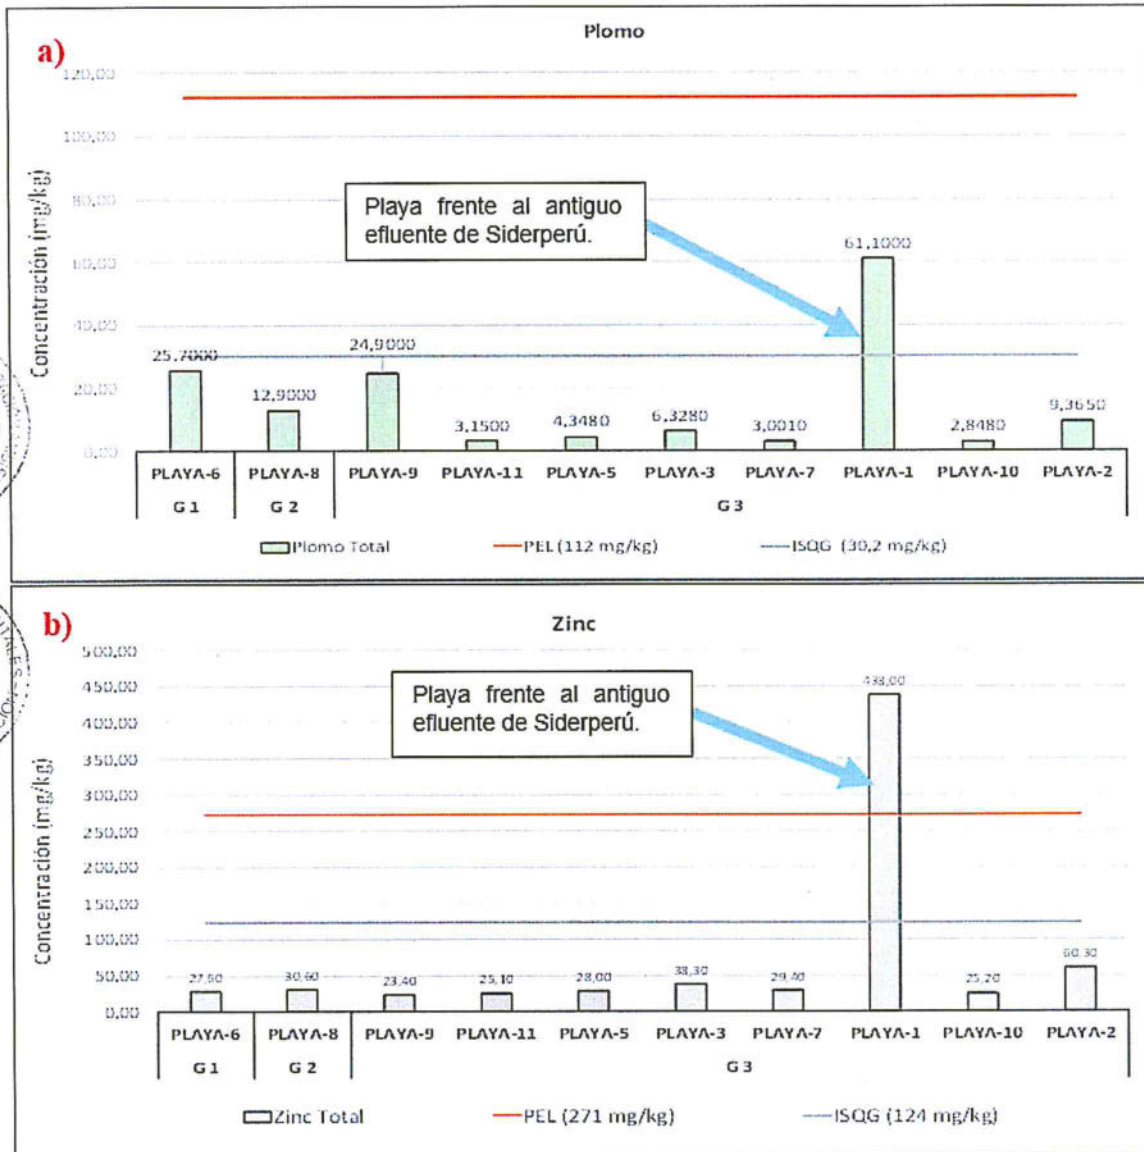 a)
Plomo
Concentración (mg/kg)
120,00
100,00
80,00
60,00
40,00
20,00
0,00
Playa frente al antiguo
efluente de Siderperú.
25,7000
12,9000
24,9000
3,1500
4,3480
6,3280
3,0010
61,1000
2,8480
9,3650
PLAYA-6 PLAYA-8 PLAYA-9 PLAYA-11 PLAYA-5 PLAYA-3 PLAYA-7 PLAYA-1 PLAYA-10 PLAYA-2
G 1 G 2 G 3
Plomo Total PEL (112 mg/kg) ISQG (30,2 mg/kg)
b)
Zinc
Concentración (mg/kg)
500,00
450,00
400,00
350,00
300,00
250,00
200,00
150,00
100,00
50,00
0,00
Playa frente al antiguo
efluente de Siderperú.
30,60
23,40
25,10
28,00
38,30
29,40
438,00
25,20
60,30
PLAYA-6 PLAYA-8 PLAYA-9 PLAYA-11 PLAYA-5 PLAYA-3 PLAYA-7 PLAYA-1 PLAYA-10 PLAYA-2
G 1 G 2 G 3
Zinc Total PEL (271 mg/kg) ISQG (124 mg/kg)